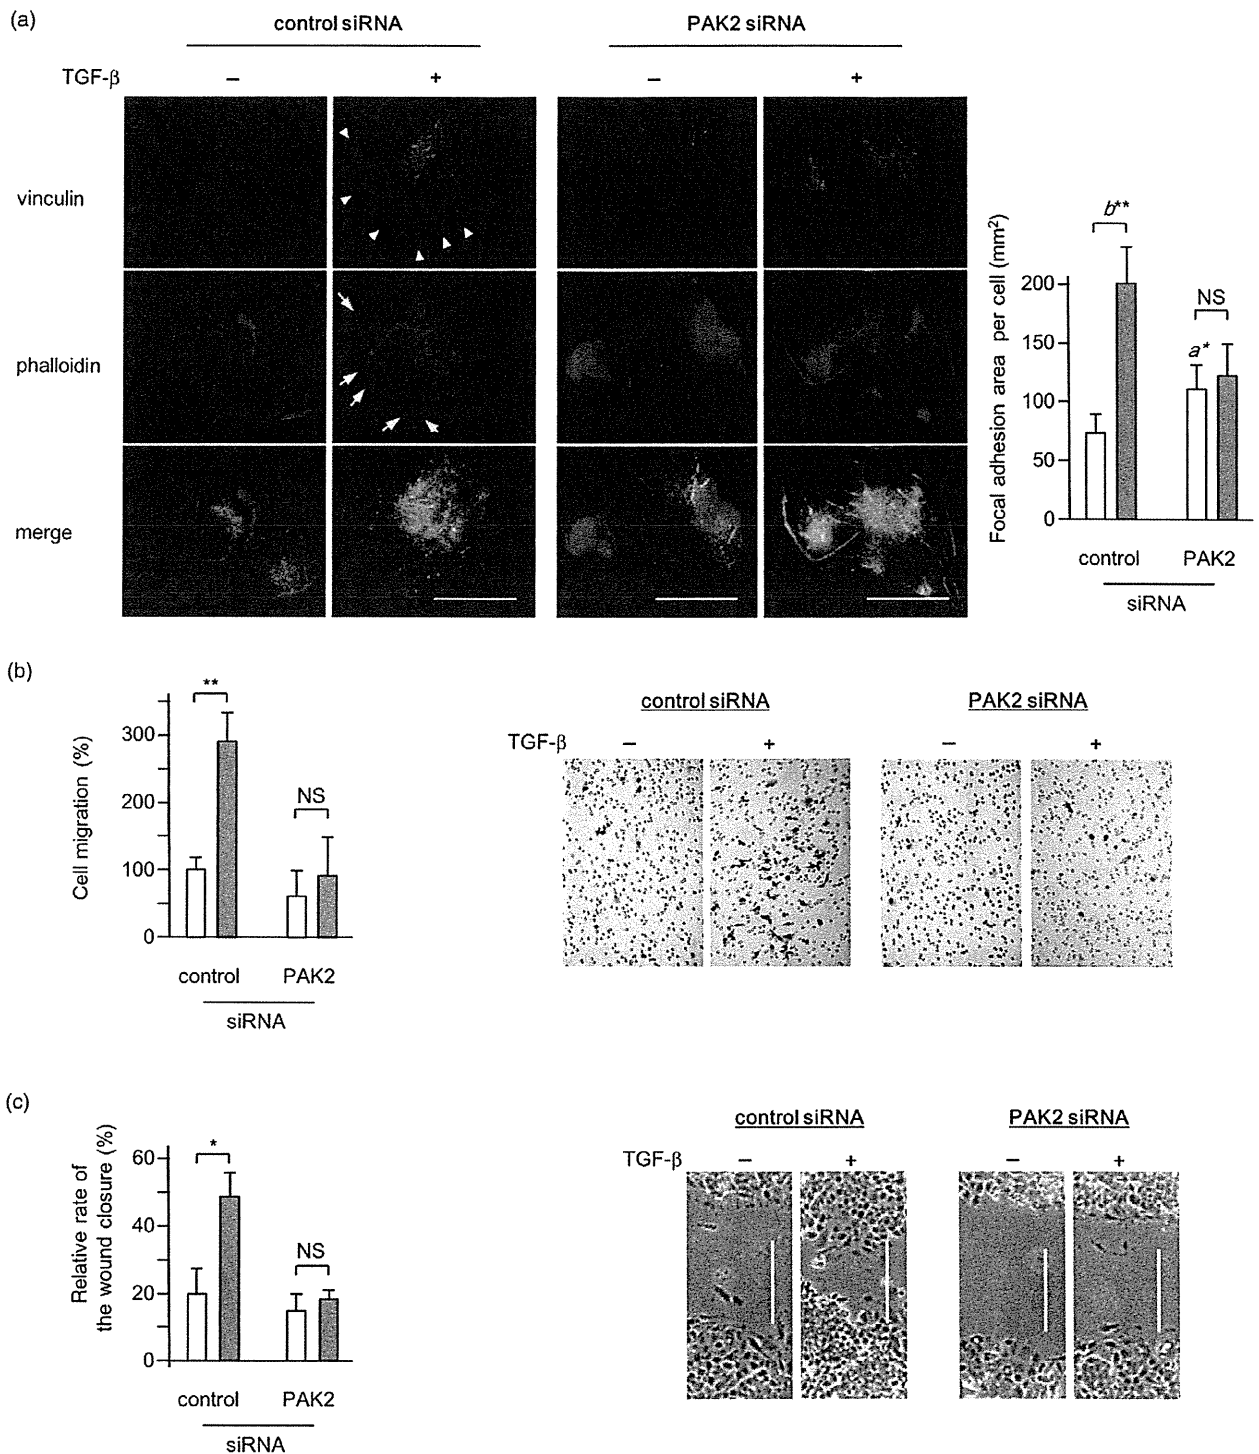 (a)
control siRNA
PAK2 siRNA
TGF-β
–
+
–
+
vinculin
phalloidin
merge
Focal adhesion area per cell (mm²)
200
150
100
50
0
b**
a*
NS
control
PAK2
siRNA
(b)
Cell migration (%)
300
200
100
0
**
NS
control
PAK2
siRNA
control siRNA
PAK2 siRNA
TGF-β
–
+
–
+
(c)
Relative rate of
the wound closure (%)
60
40
20
0
*
NS
control
PAK2
siRNA
control siRNA
PAK2 siRNA
TGF-β
–
+
–
+